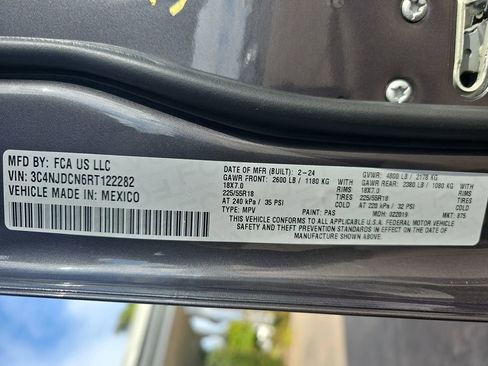 MFD BY: FCA US LLC
VIN: 3C4NJDCN6RT122282
VEHICLE MADE IN: MEXICO
DATE OF MFR (BUILT): 2-24 GVWR: 4800 LB / 2178 KG
GAWR FRONT: 2600 LB / 1180 KG WITH GAWR REAR: 2380 LB / 1080 KG WITH
18X7.0 RIMS 18X7.0 RIMS
225/55R18 TIRES 225/55R18 TIRES
AT 240 kPa / 35 PSI COLD AT 220 kPa / 32 PSI COLD
TYPE: MPV PAINT: PAS MDH: 022019 MKT: 875
THIS VEHICLE CONFORMS TO ALL APPLICABLE U.S.A. FEDERAL MOTOR VEHICLE
SAFETY AND THEFT PREVENTION STANDARDS IN EFFECT ON THE DATE OF
MANUFACTURE SHOWN ABOVE.